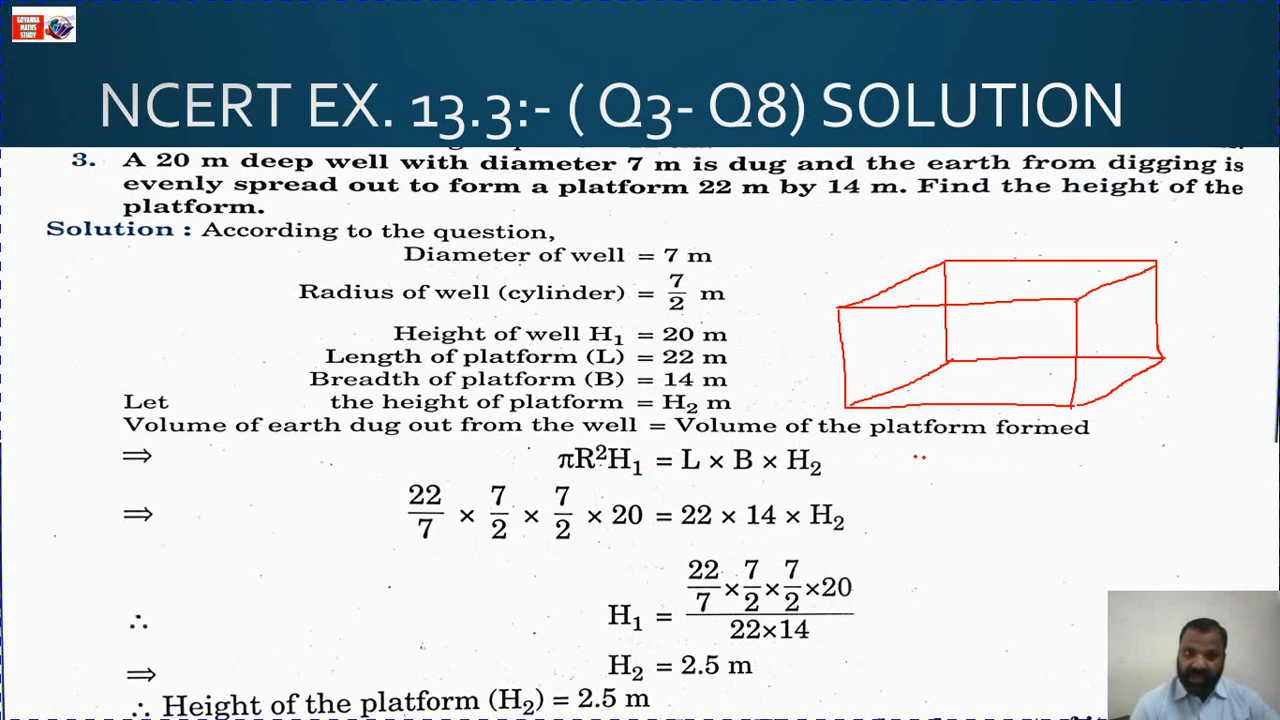 GOYANKA
MATHS
STUDY
NCERT EX. 13.3:- ( Q3- Q8) SOLUTION
3. A 20 m deep well with diameter 7 m is dug and the earth from digging is
evenly spread out to form a platform 22 m by 14 m. Find the height of the
platform.
Solution : According to the question,
Diameter of well = 7 m
Radius of well (cylinder) = 7/2 m
Height of well H₁ = 20 m
Length of platform (L) = 22 m
Breadth of platform (B) = 14 m
Let the height of platform = H₂ m
Volume of earth dug out from the well = Volume of the platform formed
⇒ πR²H₁ = L × B × H₂
⇒ 22/7 × 7/2 × 7/2 × 20 = 22 × 14 × H₂
∴ H₁ = (22/7 × 7/2 × 7/2 × 20)/(22×14)
⇒ H₂ = 2.5 m
∴ Height of the platform (H₂) = 2.5 m